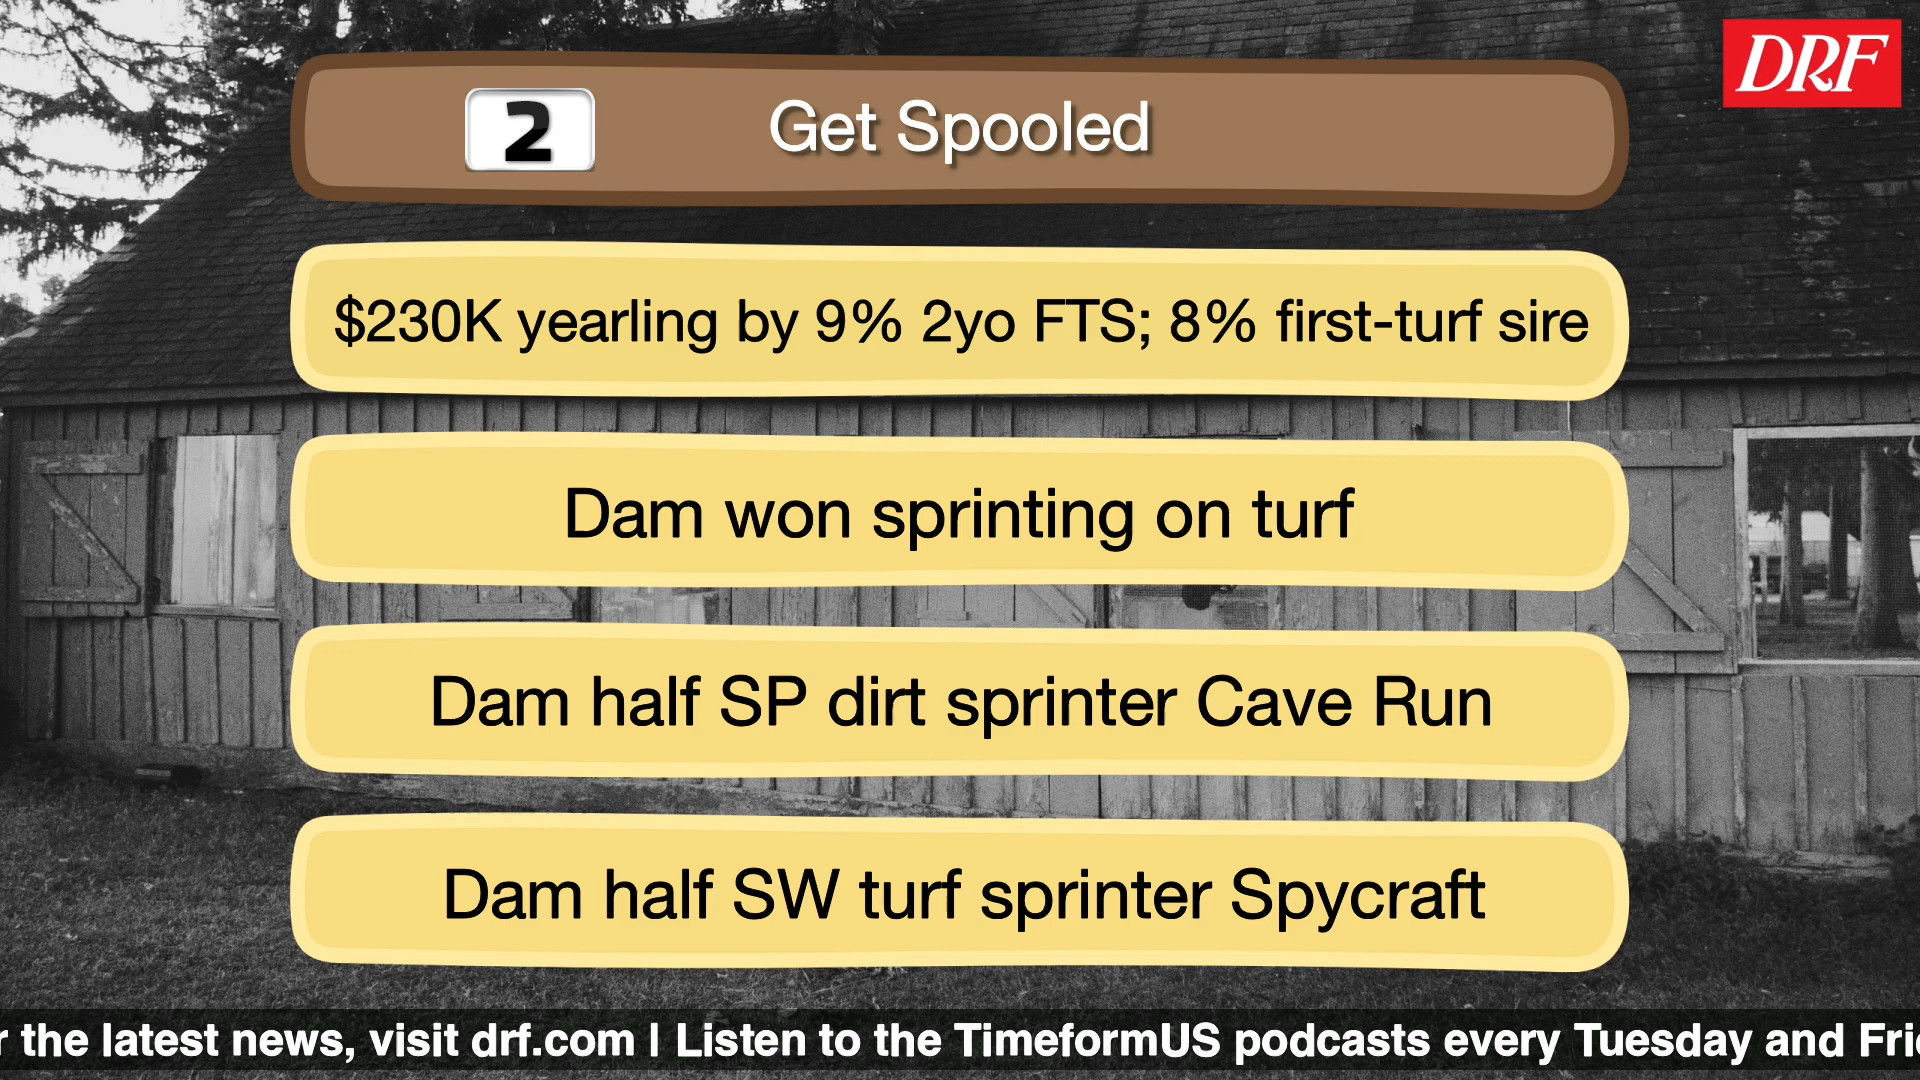 DRF
2 Get Spooled
$230K yearling by 9% 2yo FTS; 8% first-turf sire
Dam won sprinting on turf
Dam half SP dirt sprinter Cave Run
Dam half SW turf sprinter Spycraft
the latest news, visit drf.com | Listen to the TimeformUS podcasts every Tuesday and